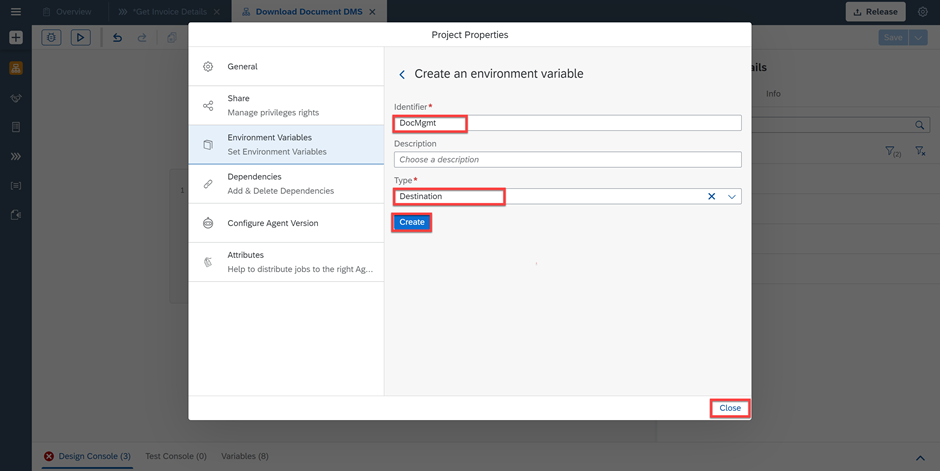 Overview
*Get Invoice Details
Download Document DMS
Release
Save
Project Properties
General
Share
Manage privileges rights
Environment Variables
Set Environment Variables
Dependencies
Add & Delete Dependencies
Configure Agent Version
Attributes
Help to distribute jobs to the right Ag...
Create an environment variable
Identifier*
DocMgmt
Description
Choose a description
Type*
Destination
Create
Close
ails
Info
(2)
1
Design Console (3)
Test Console (0)
Variables (8)